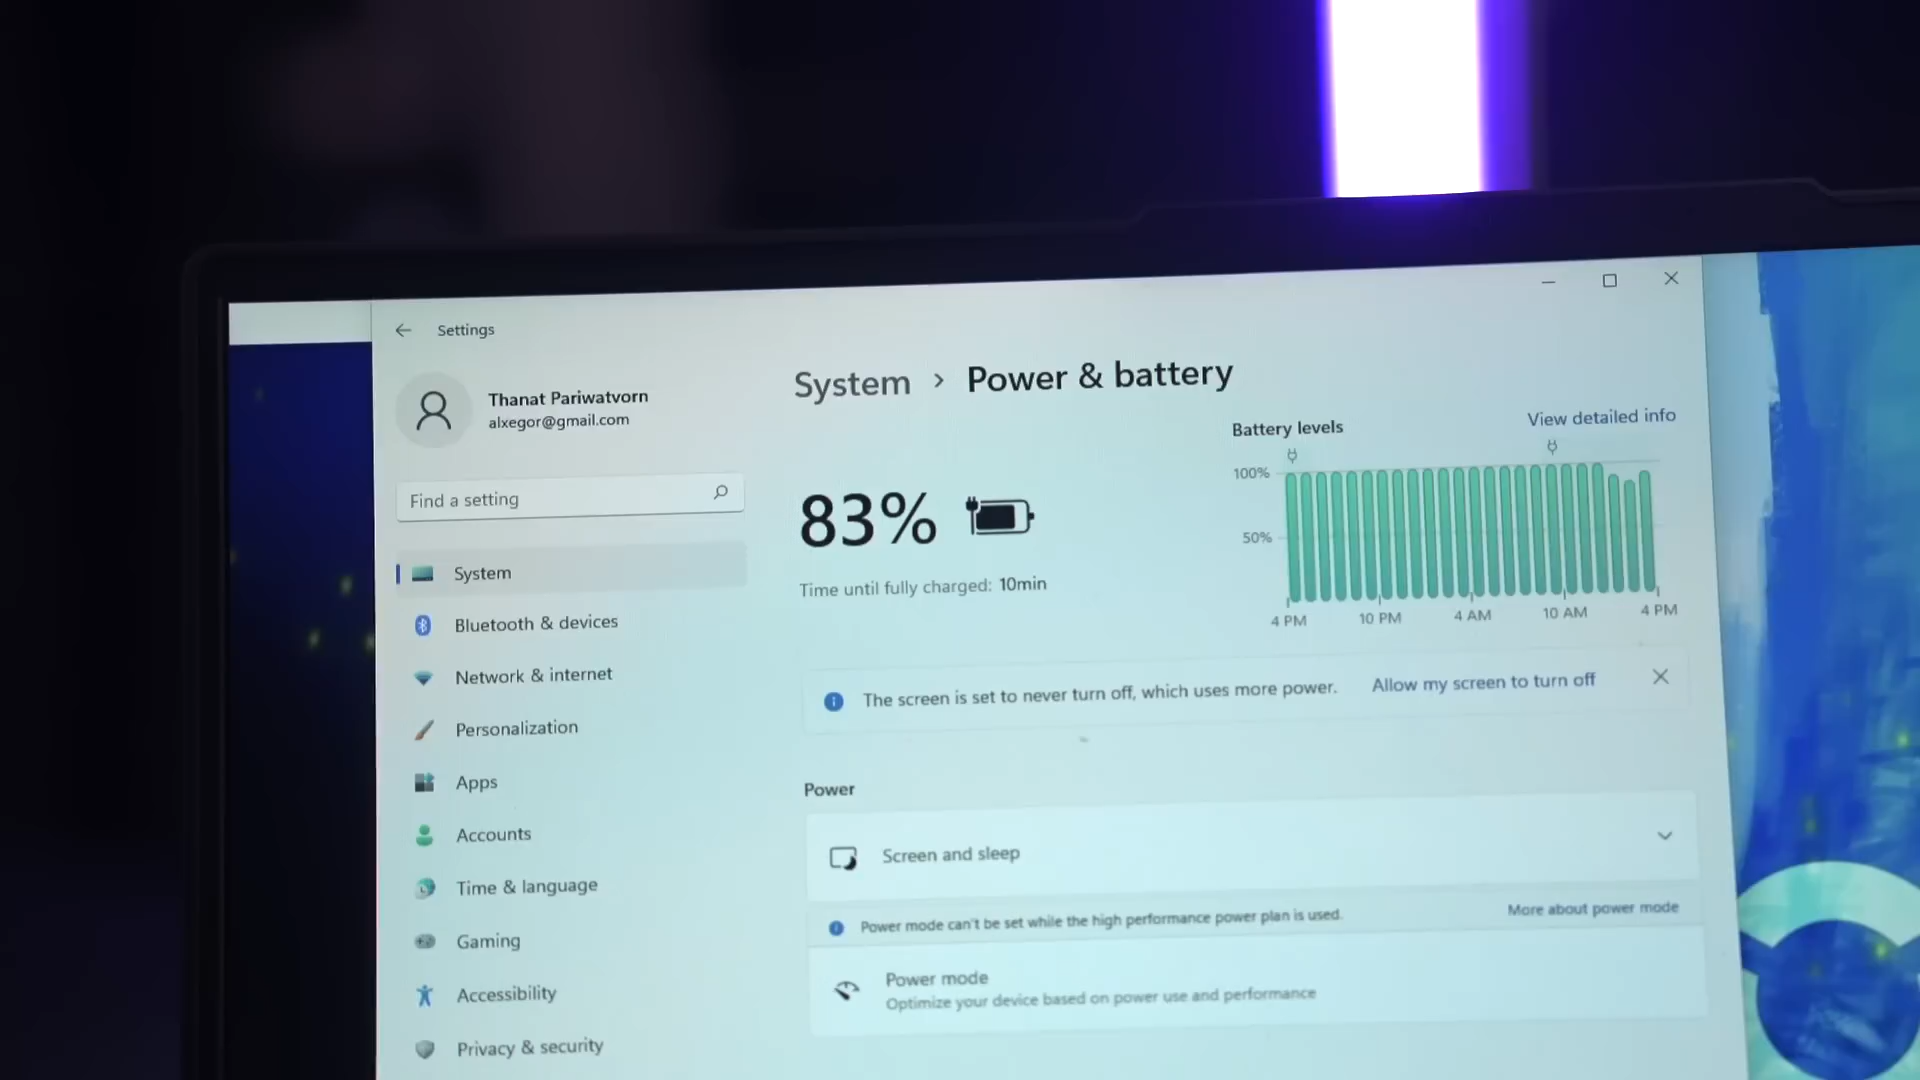 Settings
Thanat Pariwatvorn
alxegor@gmail.com
Find a setting
System
Bluetooth & devices
Network & internet
Personalization
Apps
Accounts
Time & language
Gaming
Accessibility
Privacy & security
System > Power & battery
83%
Time until fully charged: 10min
Battery levels
View detailed info
100%
50%
4 PM 10 PM 4 AM 10 AM 4 PM
The screen is set to never turn off, which uses more power. Allow my screen to turn off
Power
Screen and sleep
Power mode can't be set while the high performance power plan is used. More about power mode
Power mode
Optimize your device based on power use and performance